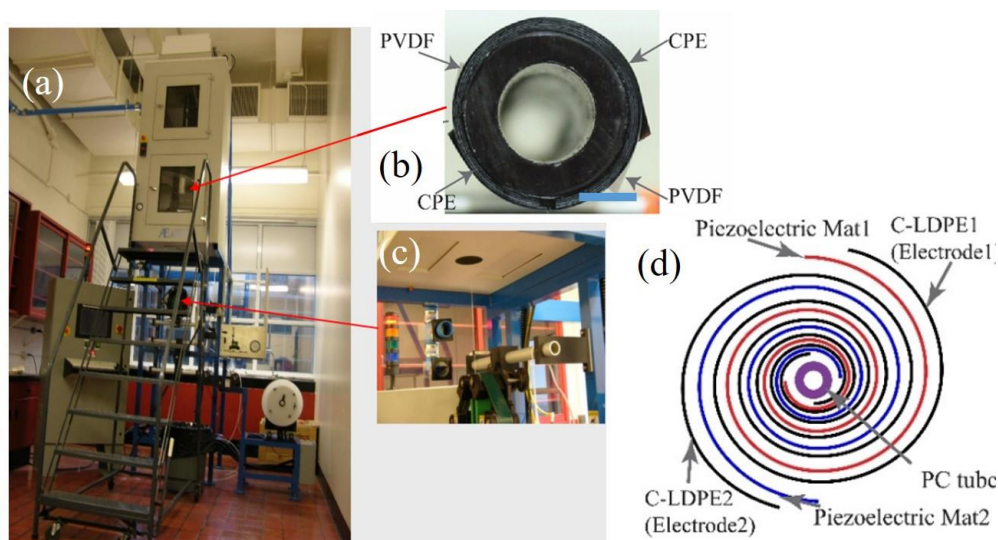 (a)
PVDF
CPE
(b)
CPE
PVDF
(c)
(d)
Piezoelectric Mat1
C-LDPE1
(Electrode1)
PC tube
C-LDPE2
(Electrode2)
Piezoelectric Mat2